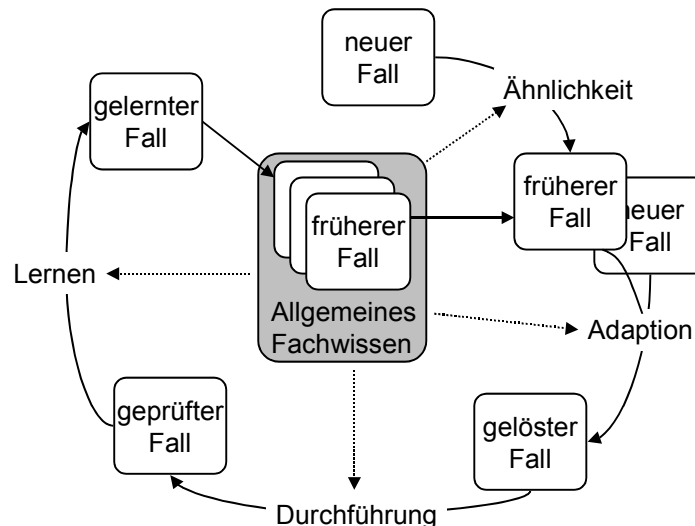 neuer
Fall
Ähnlichkeit
gelernter
Fall
früherer
Fall
neuer
Fall
früherer
Fall
Allgemeines
Fachwissen
Lernen
Adaption
geprüfter
Fall
gelöster
Fall
Durchführung